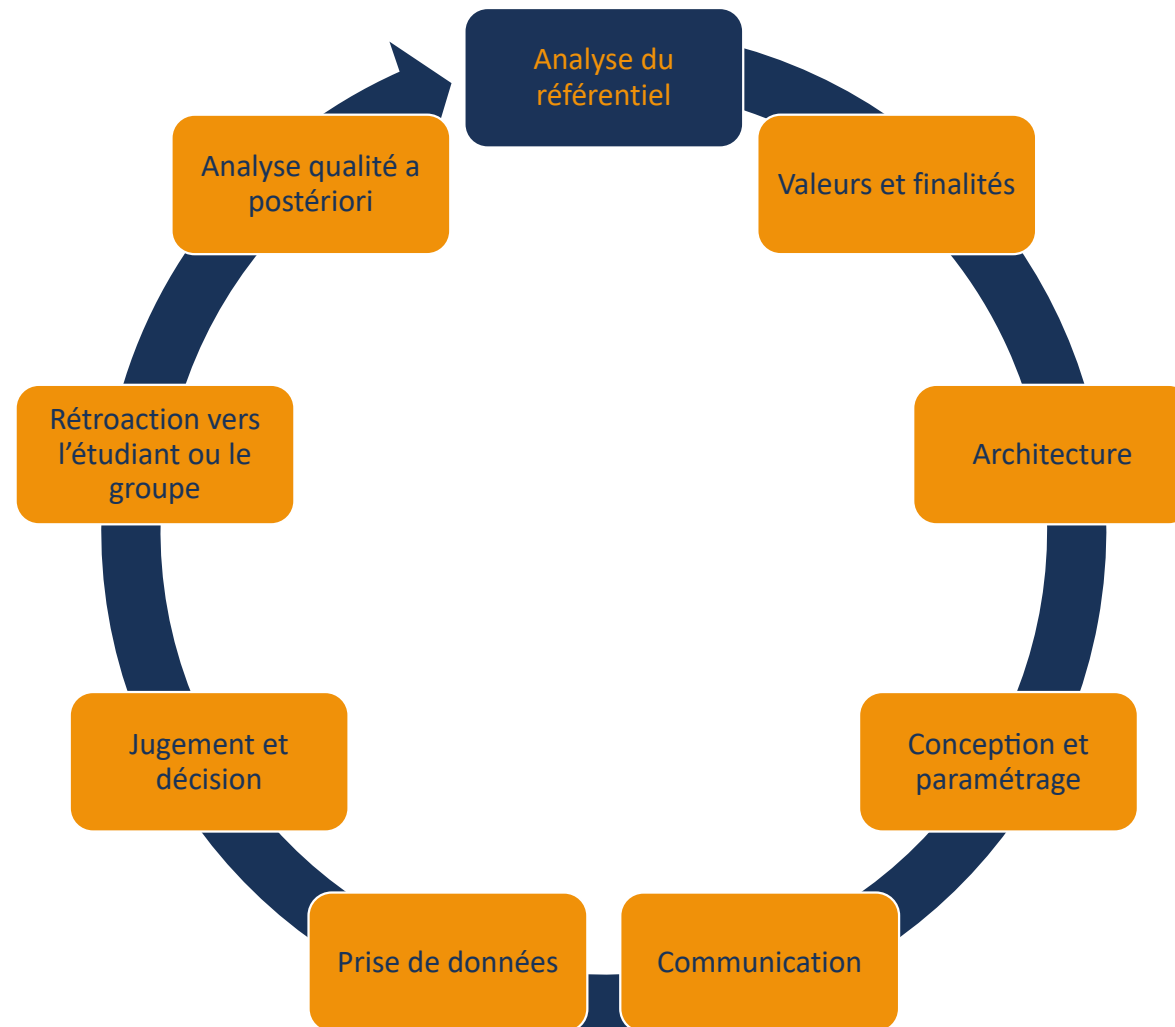 Analyse du
référentiel
Valeurs et finalités
Architecture
Conception et
paramétrage
Communication
Prise de données
Jugement et
décision
Rétroaction vers
l’étudiant ou le
groupe
Analyse qualité a
postériori